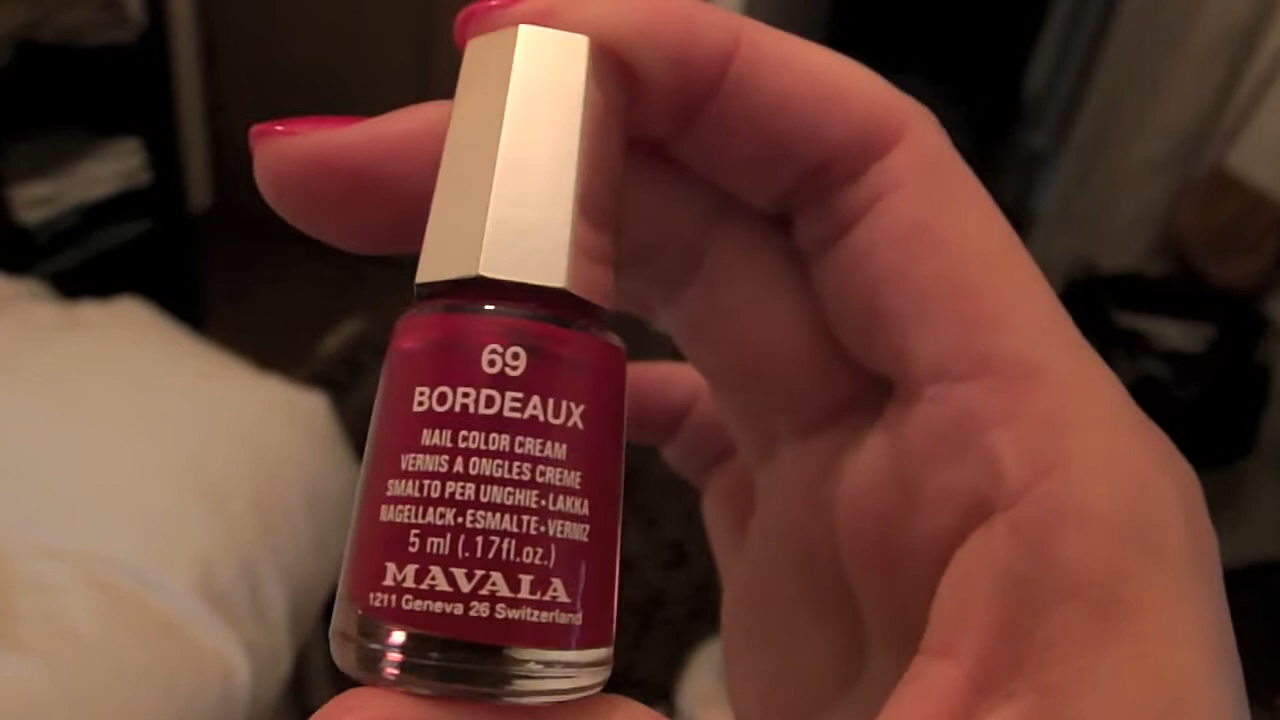 69
BORDEAUX
NAIL COLOR CREAM
VERNIS A ONGLES CREME
SMALTO PER UNGHIE•LAKKA
NAGELLACK•ESMALTE•VERNIZ
5 ml (.17fl.oz.)
MAVALA
1211 Geneva 26 Switzerland